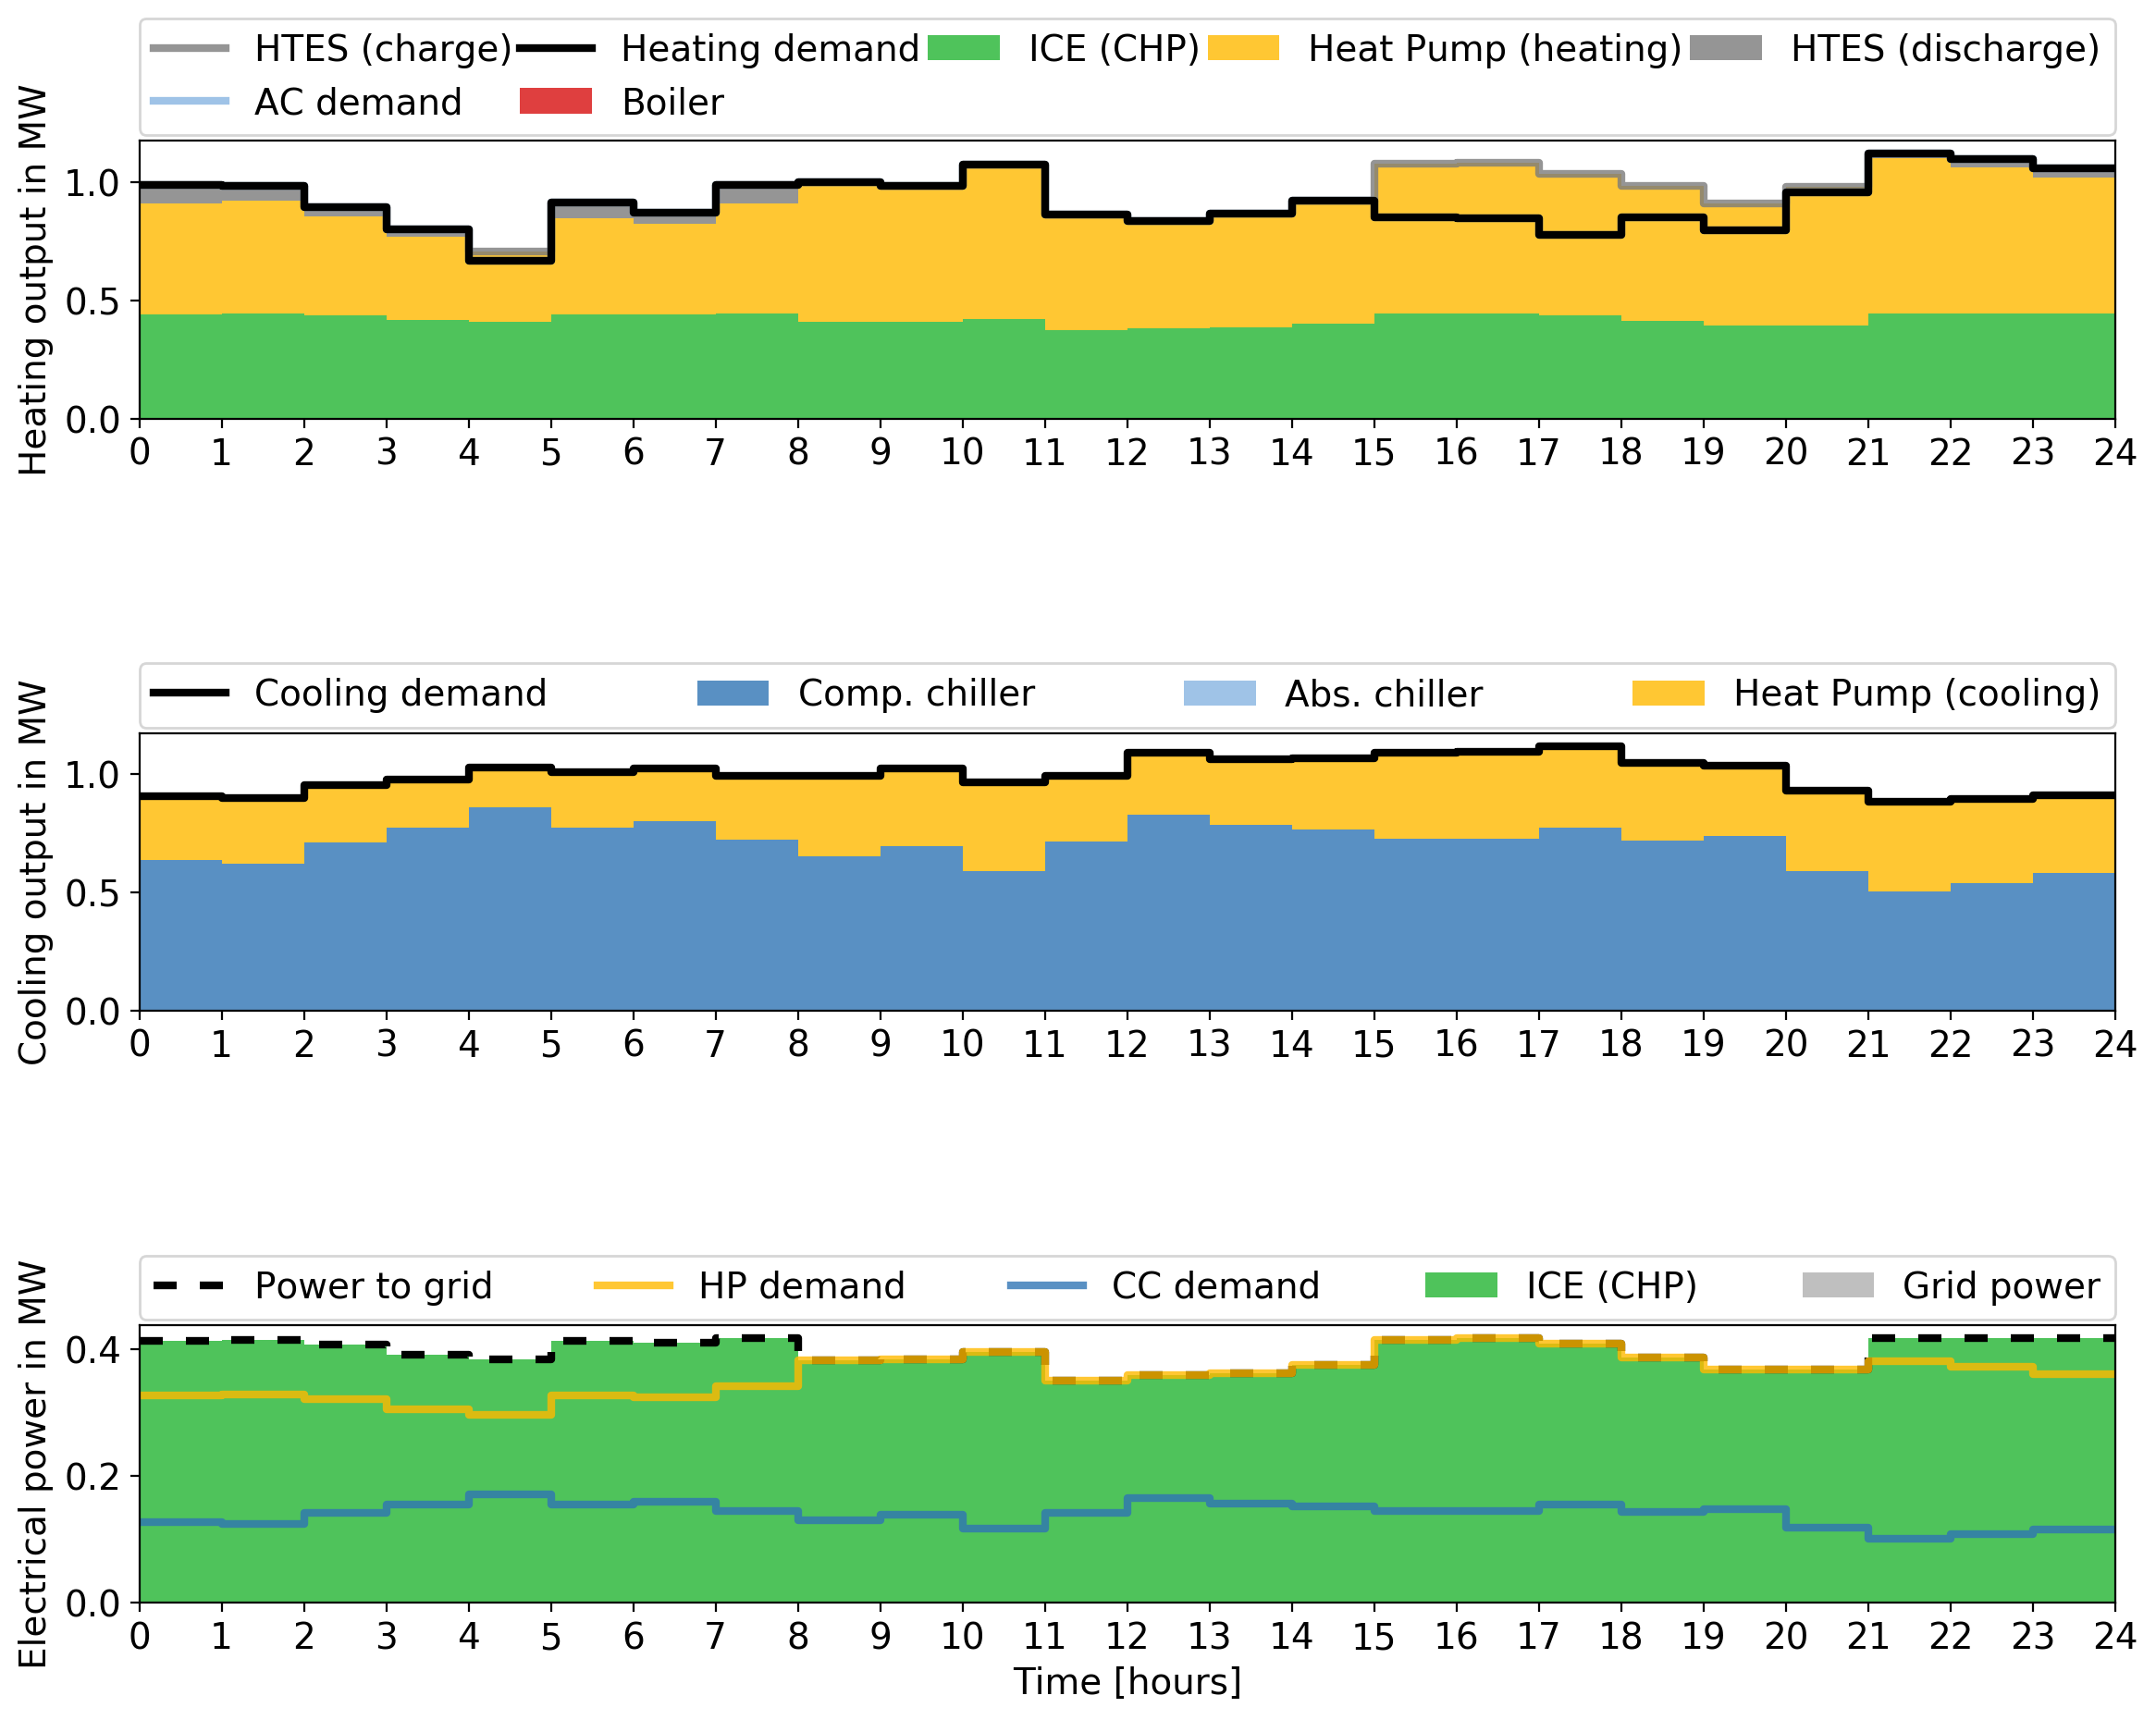 HTES (charge) Heating demand ICE (CHP) Heat Pump (heating) HTES (discharge)
AC demand Boiler
Heating output in MW
1.0
0.5
0.0
0 1 2 3 4 5 6 7 8 9 10 11 12 13 14 15 16 17 18 19 20 21 22 23 24
Cooling demand Comp. chiller Abs. chiller Heat Pump (cooling)
Cooling output in MW
1.0
0.5
0.0
0 1 2 3 4 5 6 7 8 9 10 11 12 13 14 15 16 17 18 19 20 21 22 23 24
Power to grid HP demand CC demand ICE (CHP) Grid power
Electrical power in MW
0.4
0.2
0.0
0 1 2 3 4 5 6 7 8 9 10 11 12 13 14 15 16 17 18 19 20 21 22 23 24
Time [hours]